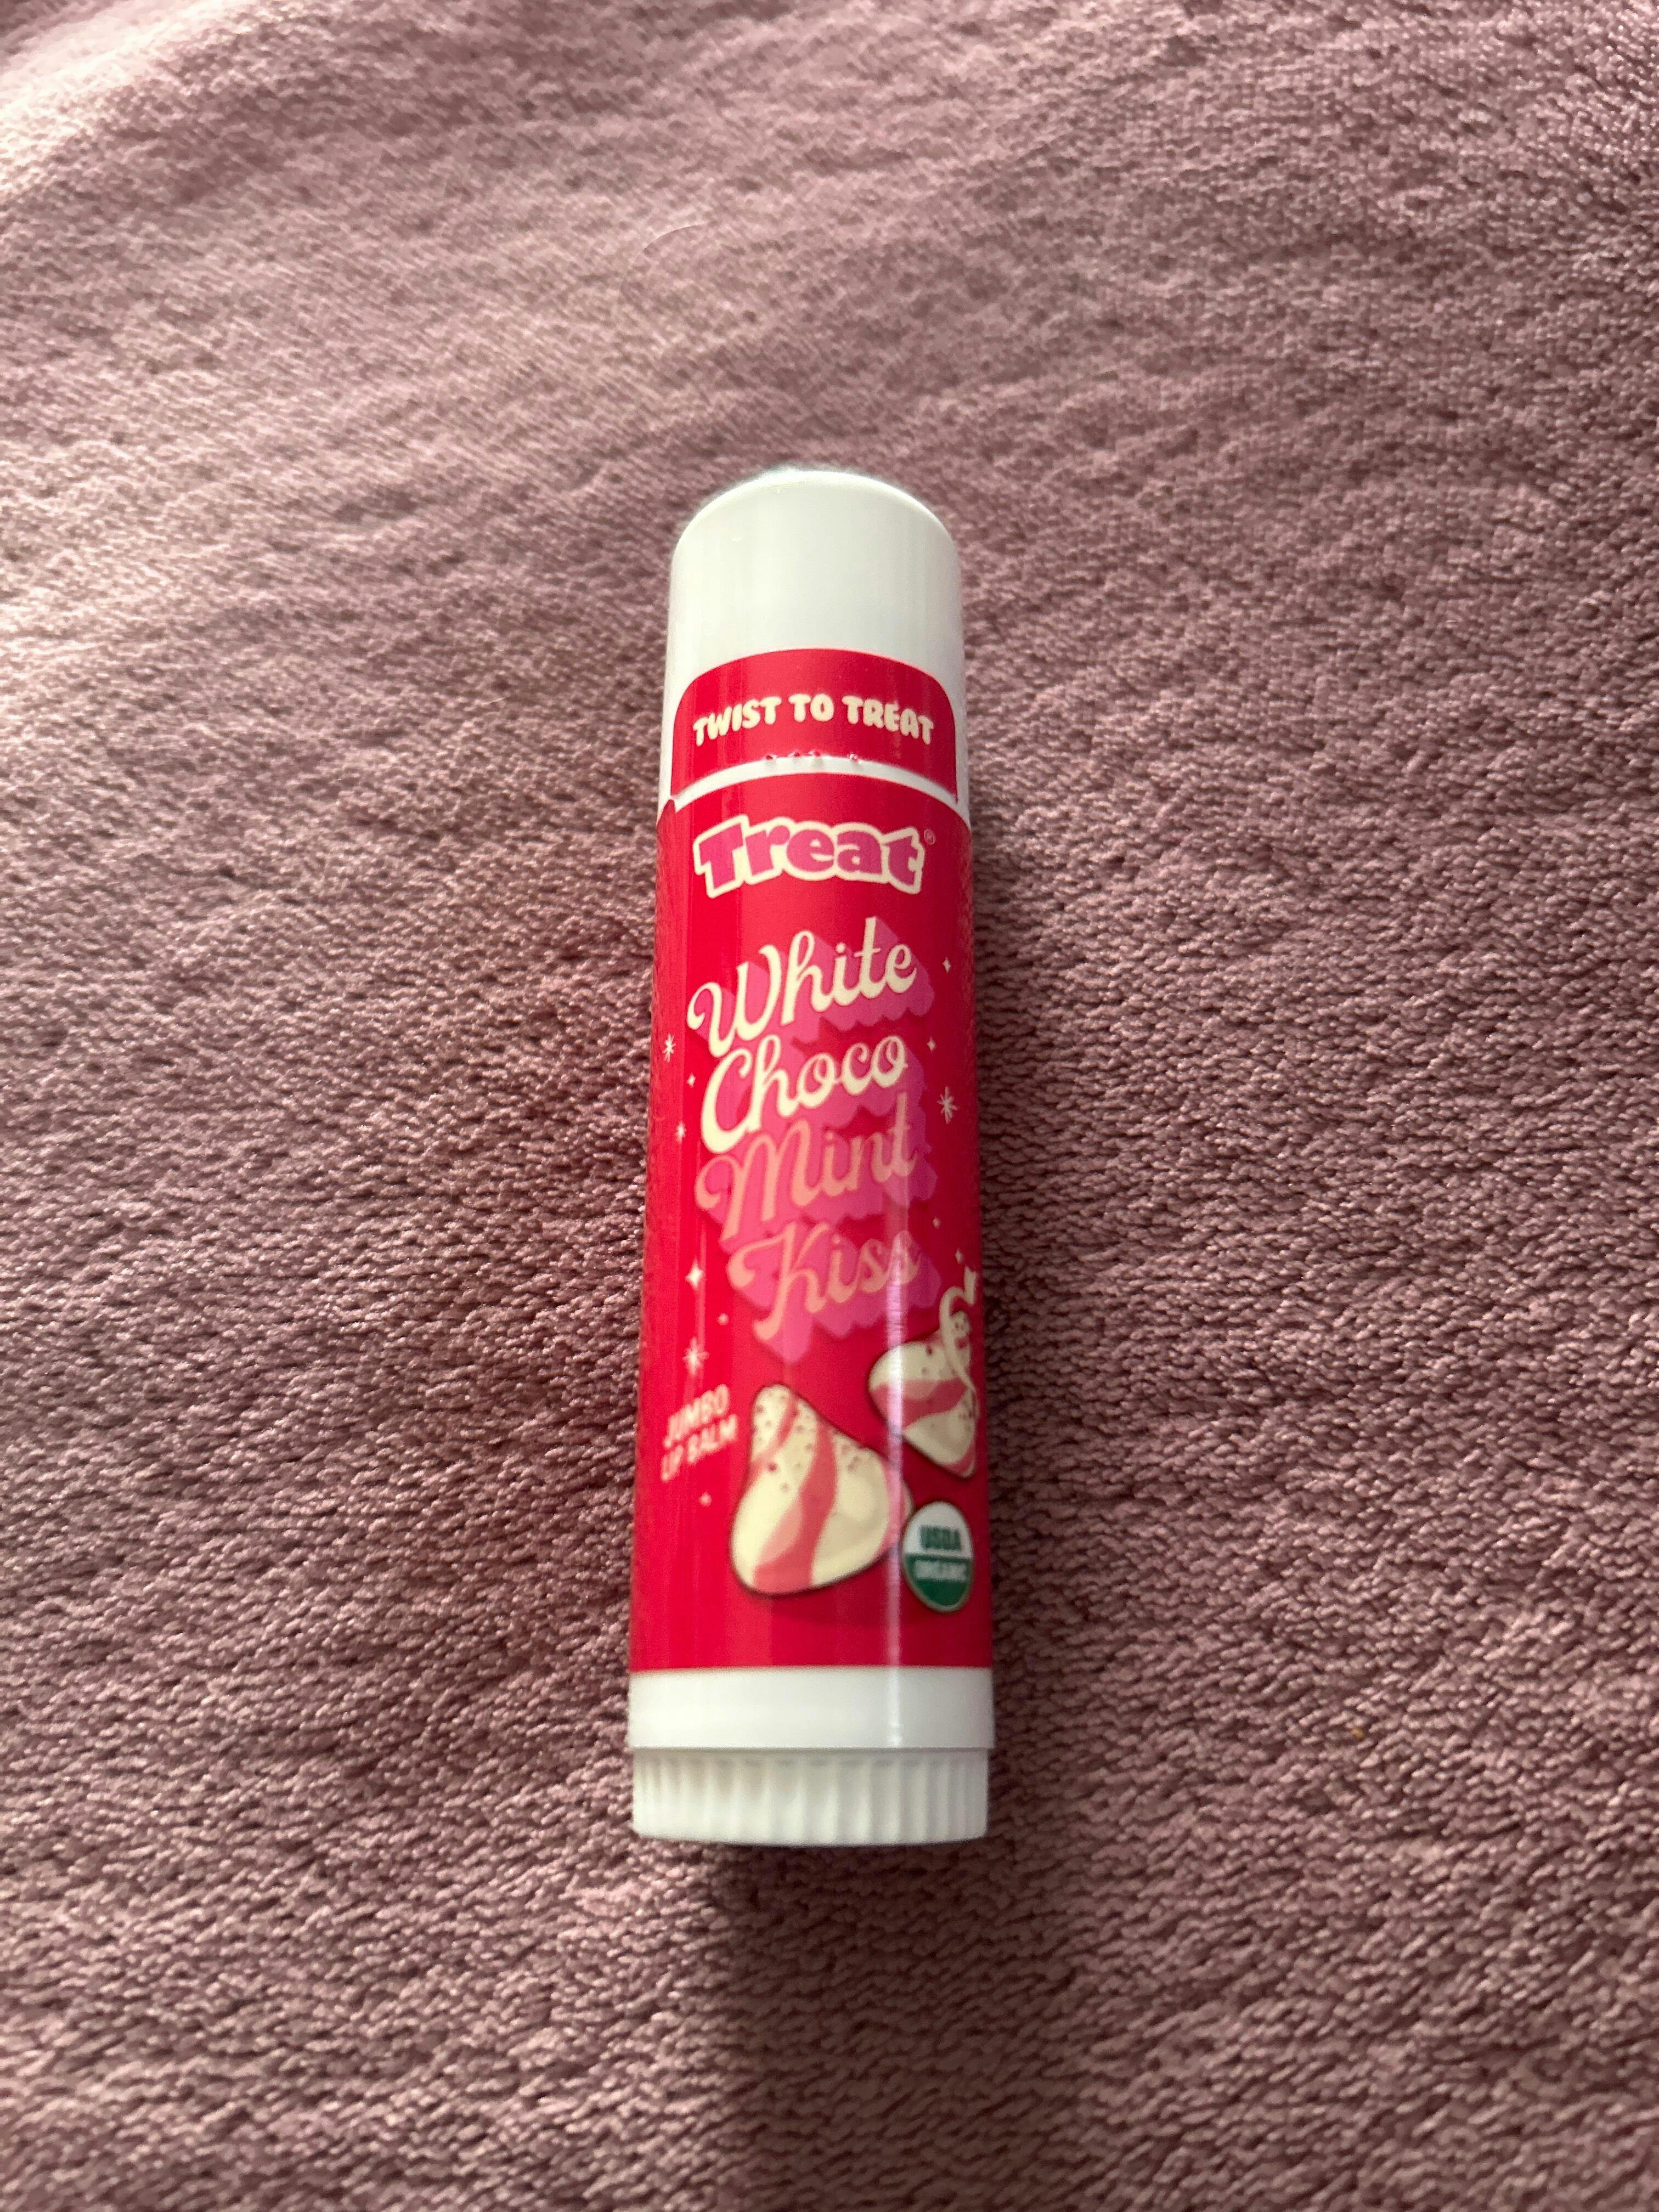 TWIST TO TREAT
Treat®
White
Choco
Mint
Kiss
JUMBO
LIP BALM
USDA
ORGANIC